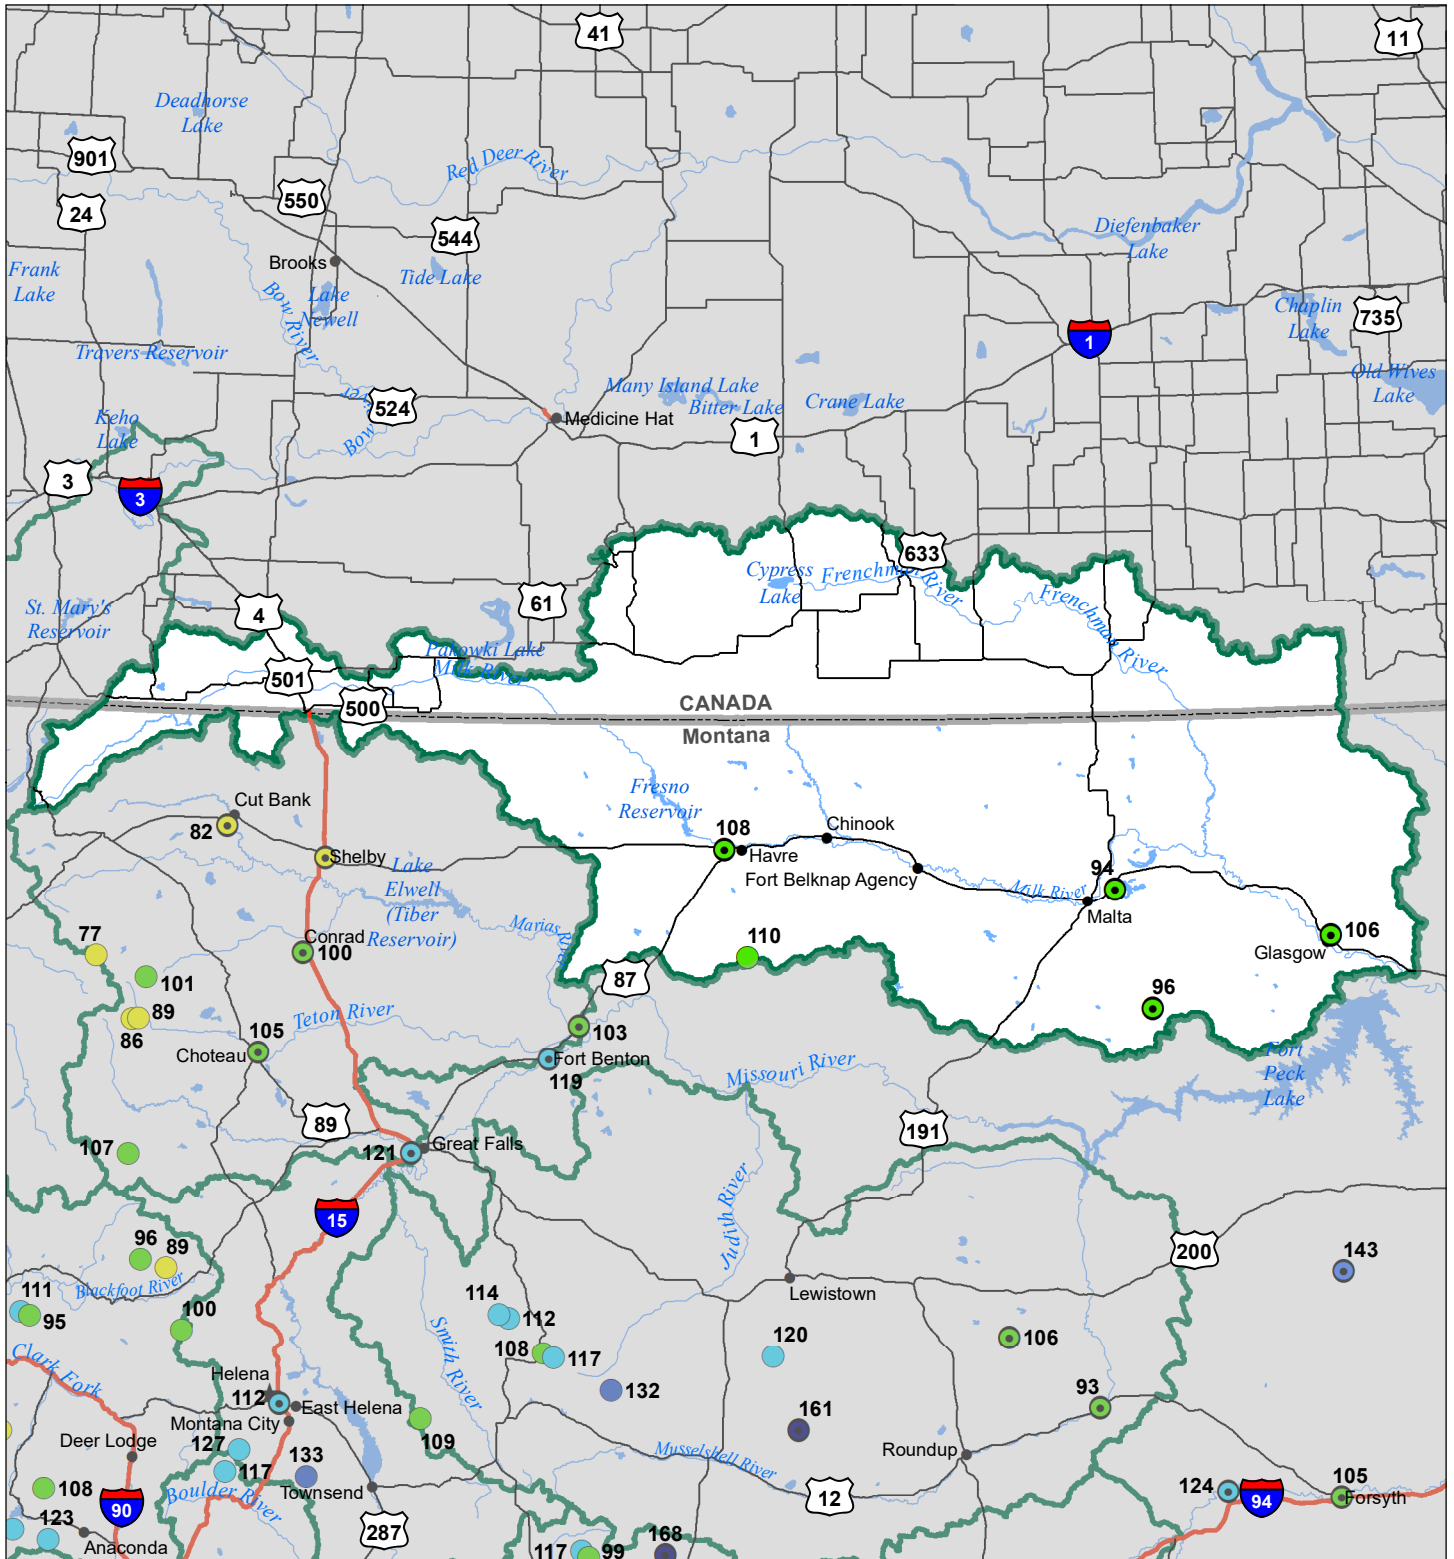 41
11
Deadhorse
Lake
901
Red Deer River
550
24
544
Diefenbaker
Lake
Brooks
Frank
Lake
Tide Lake
Bow River
Lake
Newell
Chaplin
Lake
735
1
Travers Reservoir
Old Wives
Lake
Many Island Lake
Bitter Lake
Crane Lake
524
Keho
Lake
Medicine Hat
Bow
1
3
3
633
Cypress
Lake
Frenchman River
Frenchman River
St. Mary's
Reservoir
4
61
Pakowki Lake
Milk River
501
500
CANADA
Montana
Fresno
Reservoir
Cut Bank
82
108
Chinook
Havre
Shelby
Lake
Elwell
(Tiber
Reservoir)
Fort Belknap Agency
94
Milk River
Malta
Marias River
Conrad
100
77
101
110
106
Glasgow
87
96
86
89
Teton River
103
105
Choteau
Fort Benton
119
Missouri River
Fort
Peck
Lake
89
191
107
121
Great Falls
Judith River
15
96
89
200
143
Blackfoot River
111
95
100
114
112
Lewistown
Smith River
108
117
120
106
Clark Fork
Helena
112
East Helena
132
93
Montana City
109
161
Deer Lodge
127
117
133
Musselshell River
Roundup
108
90
Boulder River
Townsend
12
124
94
105
Forsyth
287
123
Anaconda
117
99
168